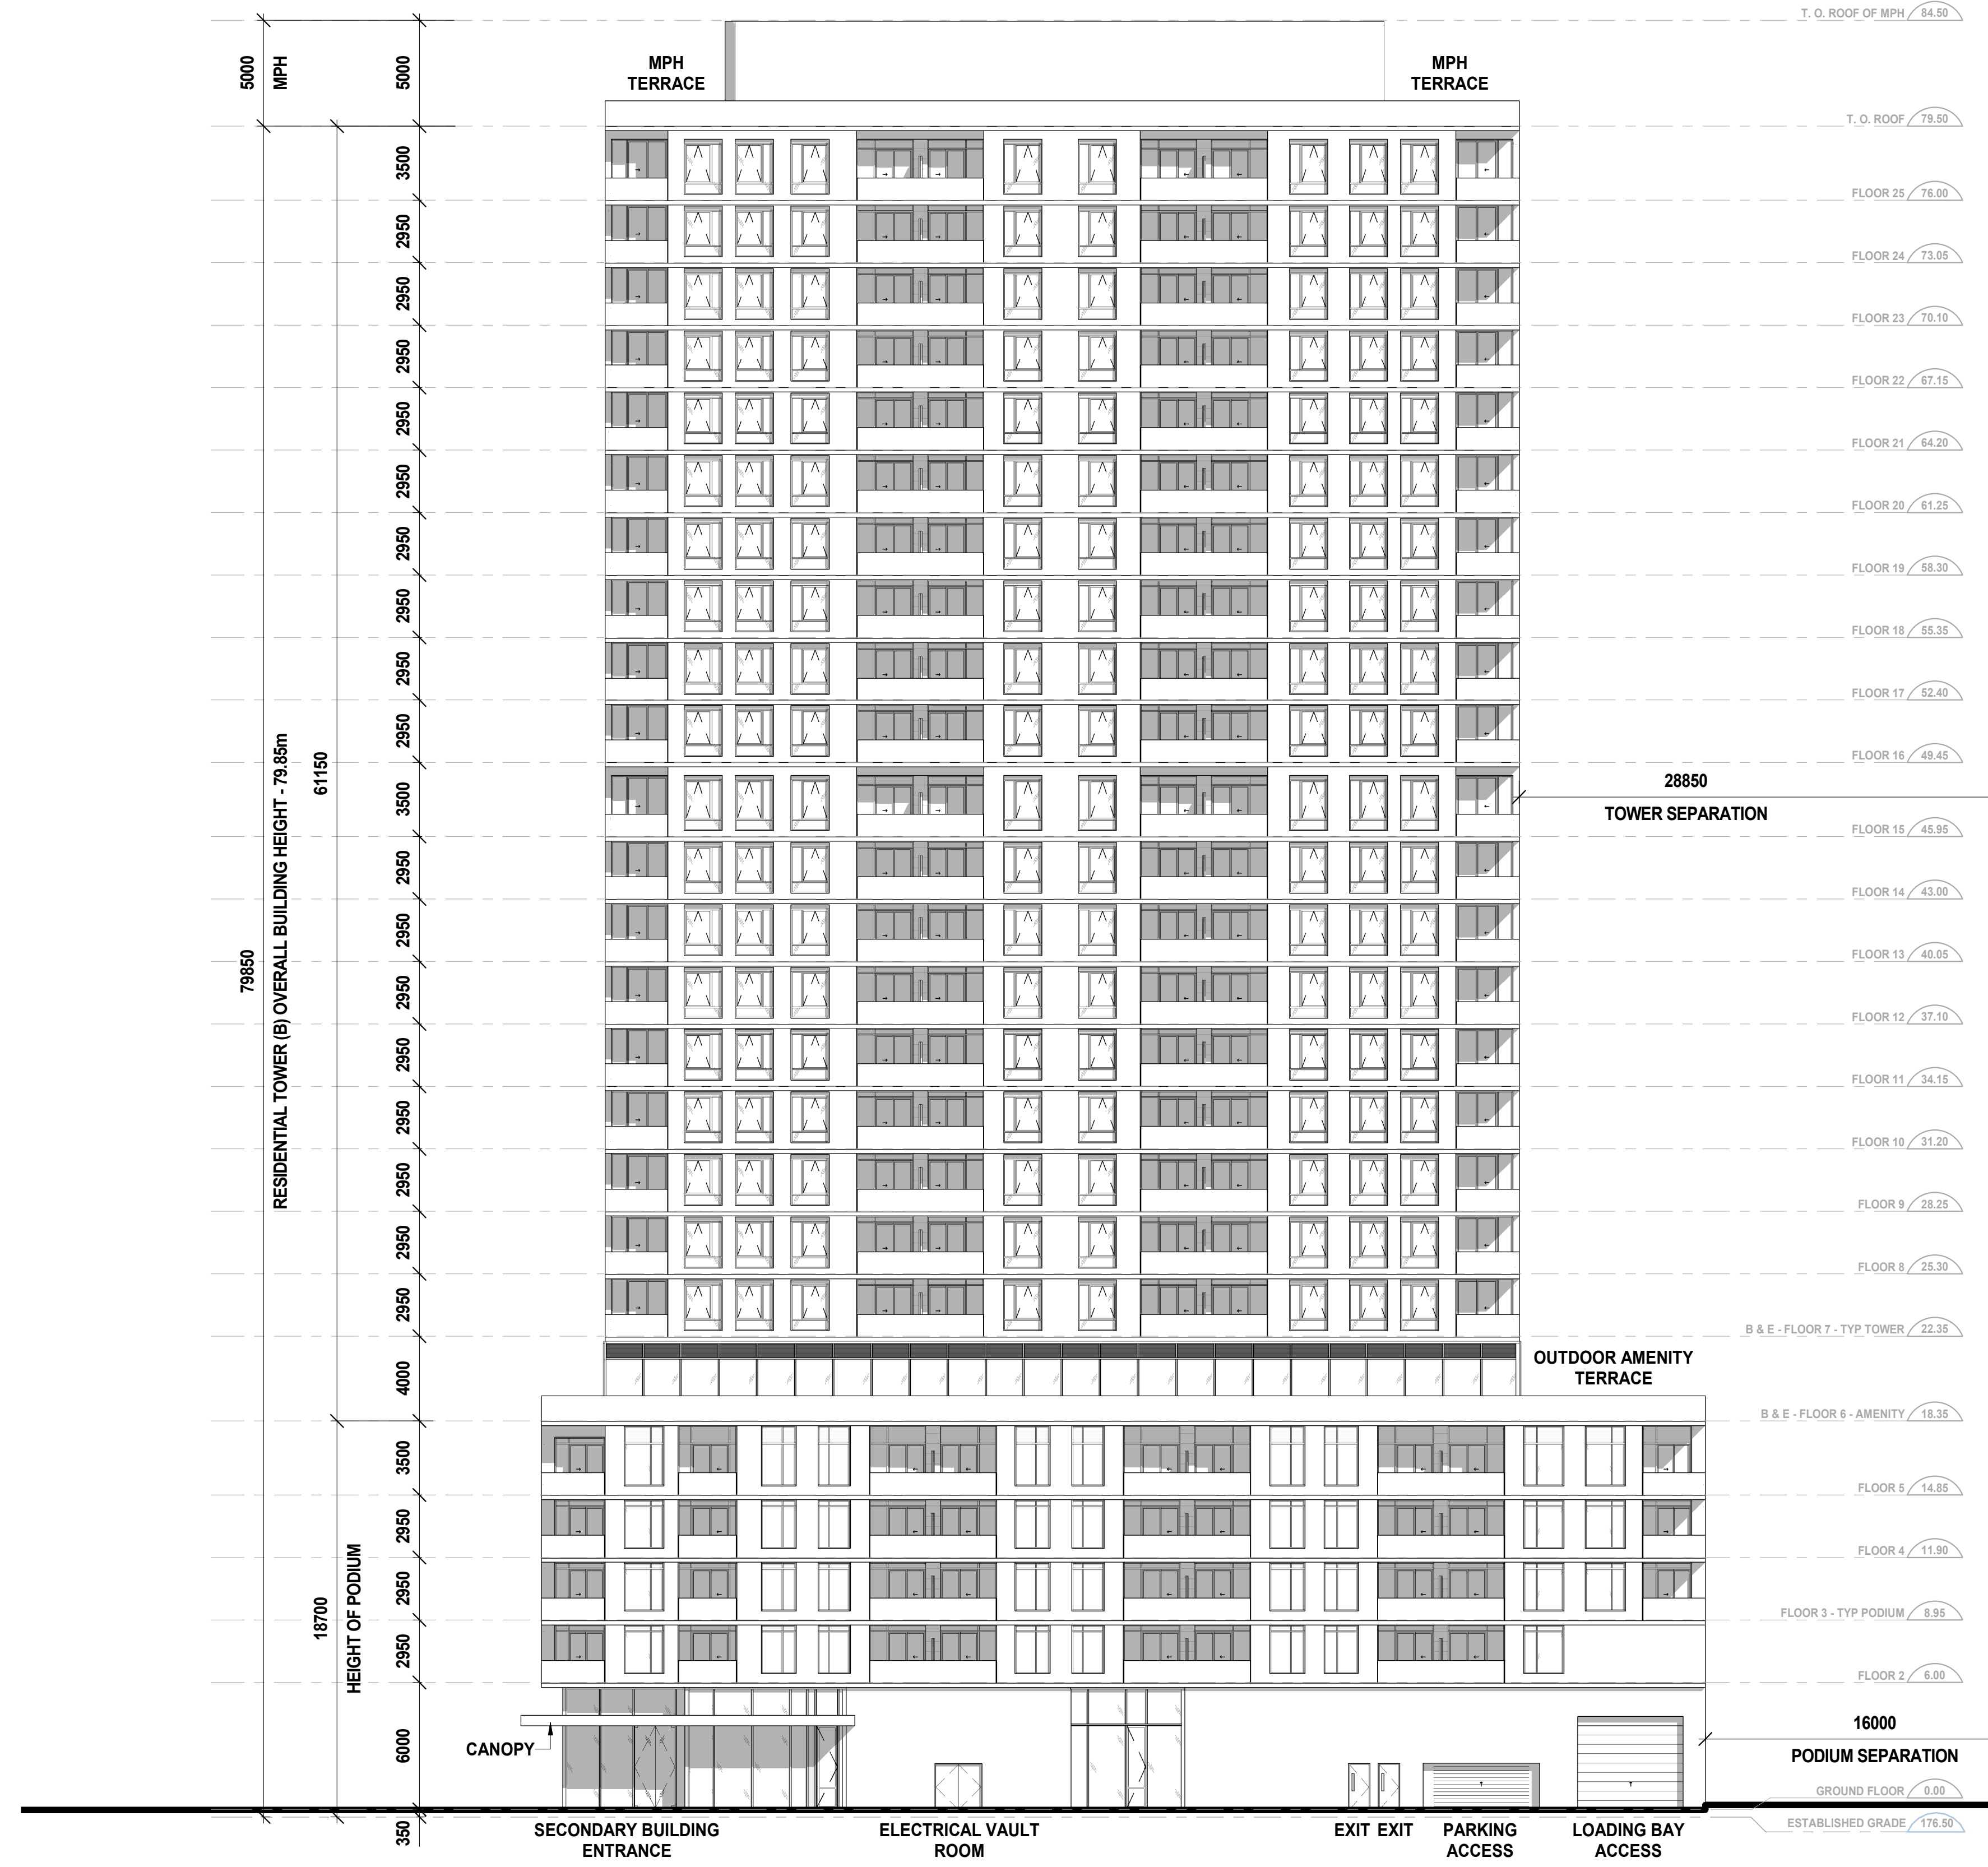 T. O. ROOF OF MPH 84.50
5000
MPH
5000
MPH
TERRACE
MPH
TERRACE
T. O. ROOF 79.50
3500
FLOOR 25 76.00
2950
FLOOR 24 73.05
2950
FLOOR 23 70.10
2950
FLOOR 22 67.15
2950
FLOOR 21 64.20
2950
FLOOR 20 61.25
2950
FLOOR 19 58.30
2950
FLOOR 18 55.35
2950
FLOOR 17 52.40
2950
FLOOR 16 49.45
79850
RESIDENTIAL TOWER (B) OVERALL BUILDING HEIGHT - 79.85m
61150
3500
28850
TOWER SEPARATION
FLOOR 15 45.95
2950
FLOOR 14 43.00
2950
FLOOR 13 40.05
2950
FLOOR 12 37.10
2950
FLOOR 11 34.15
2950
FLOOR 10 31.20
2950
FLOOR 9 28.25
2950
FLOOR 8 25.30
2950
B & E - FLOOR 7 - TYP TOWER 22.35
4000
OUTDOOR AMENITY
TERRACE
B & E - FLOOR 6 - AMENITY 18.35
3500
FLOOR 5 14.85
2950
FLOOR 4 11.90
18700
HEIGHT OF PODIUM
2950
FLOOR 3 - TYP PODIUM 8.95
2950
FLOOR 2 6.00
6000
CANOPY
16000
PODIUM SEPARATION
GROUND FLOOR 0.00
350
ESTABLISHED GRADE 176.50
SECONDARY BUILDING
ENTRANCE
ELECTRICAL VAULT
ROOM
EXIT EXIT
PARKING
ACCESS
LOADING BAY
ACCESS